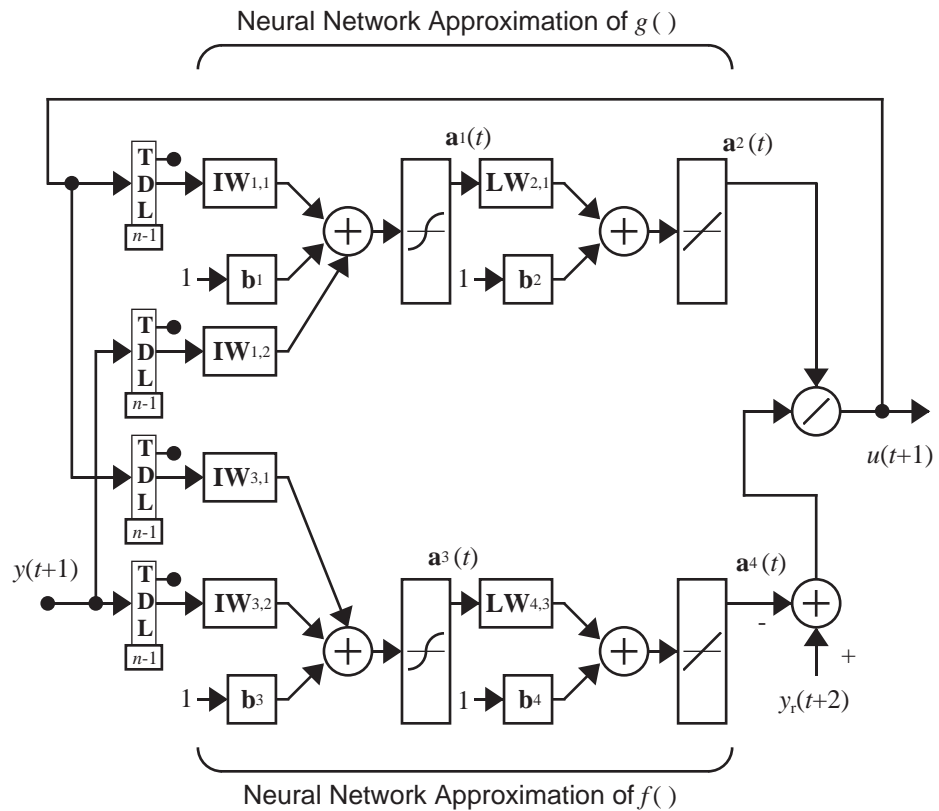 Neural Network Approximation of g ( )
a1(t) a2 (t)
T
D
L
n-1
IW1,1
LW2,1
1
b1
1
b2
T
D
L
n-1
IW1,2
T
D
L
n-1
IW3,1
u(t+1)
y(t+1)
T
D
L
n-1
IW3,2
a3 (t)
LW4,3
a4 (t)
-
+
yr(t+2)
1
b3
1
b4
Neural Network Approximation of f ( )